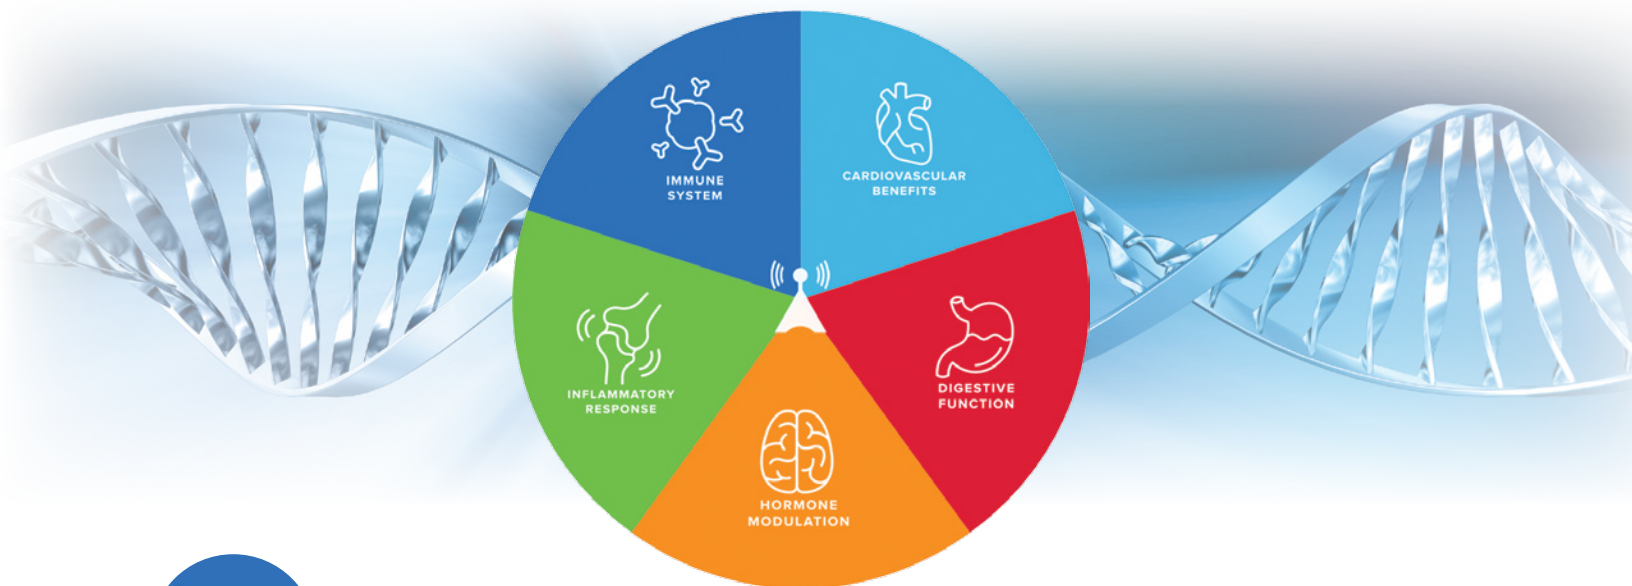 IMMUNE
SYSTEM
CARDIOVASCULAR
BENEFITS
INFLAMMATORY
RESPONSE
DIGESTIVE
FUNCTION
HORMONE
MODULATION